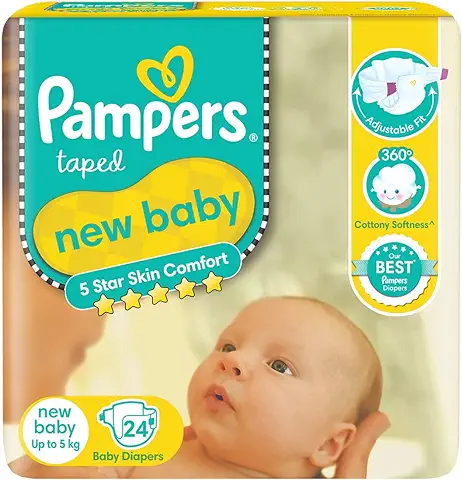 Pampers®
taped
new baby
5 Star Skin Comfort
Adjustable Fit
360°
Cottony Softness^
Our
BEST*
Pampers
Diapers
new
baby
Up to 5 kg
24
Baby Diapers